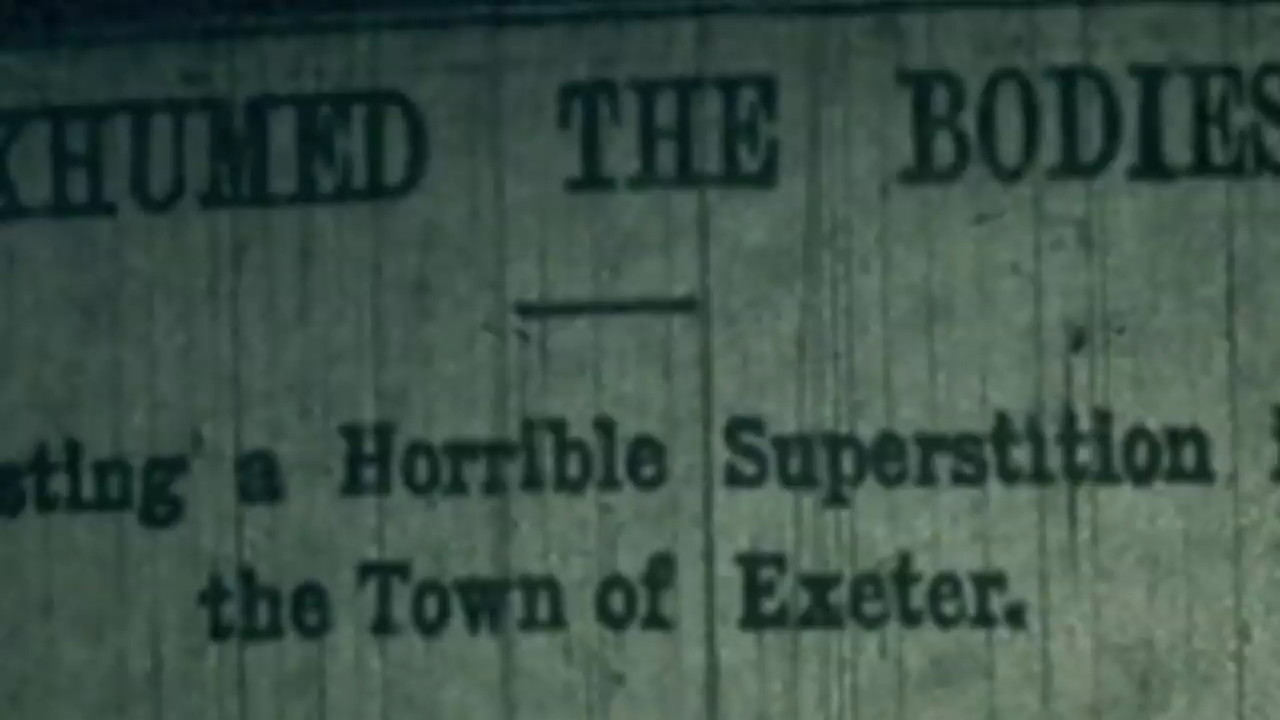 XHUMED THE BODIES
sting a Horrible Superstition i
the Town of Exeter.